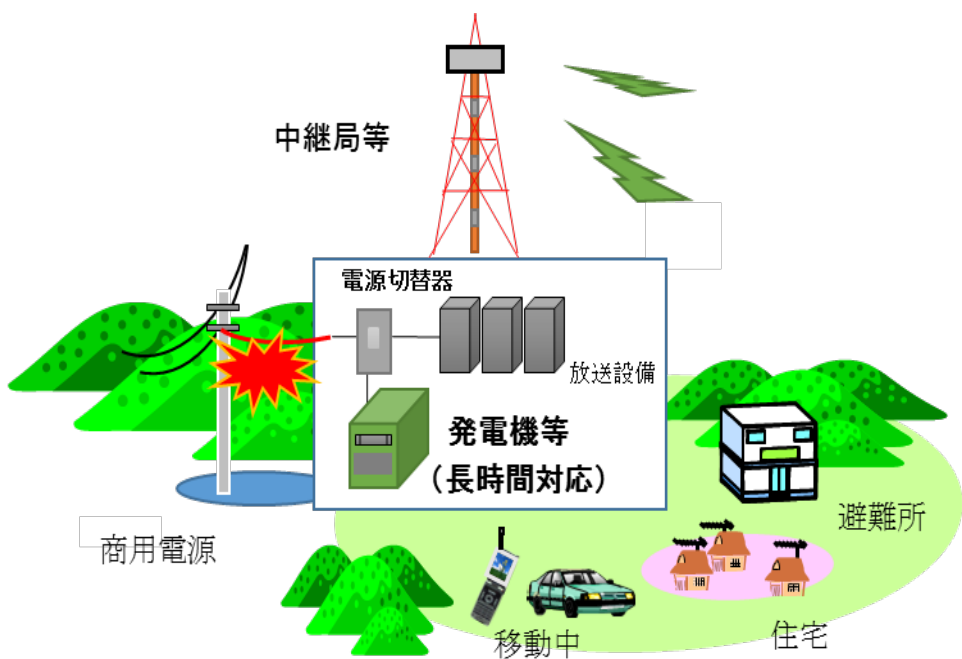 中継局等
電源切替器
放送設備
発電機等
（長時間対応）
避難所
商用電源
住宅
移動中